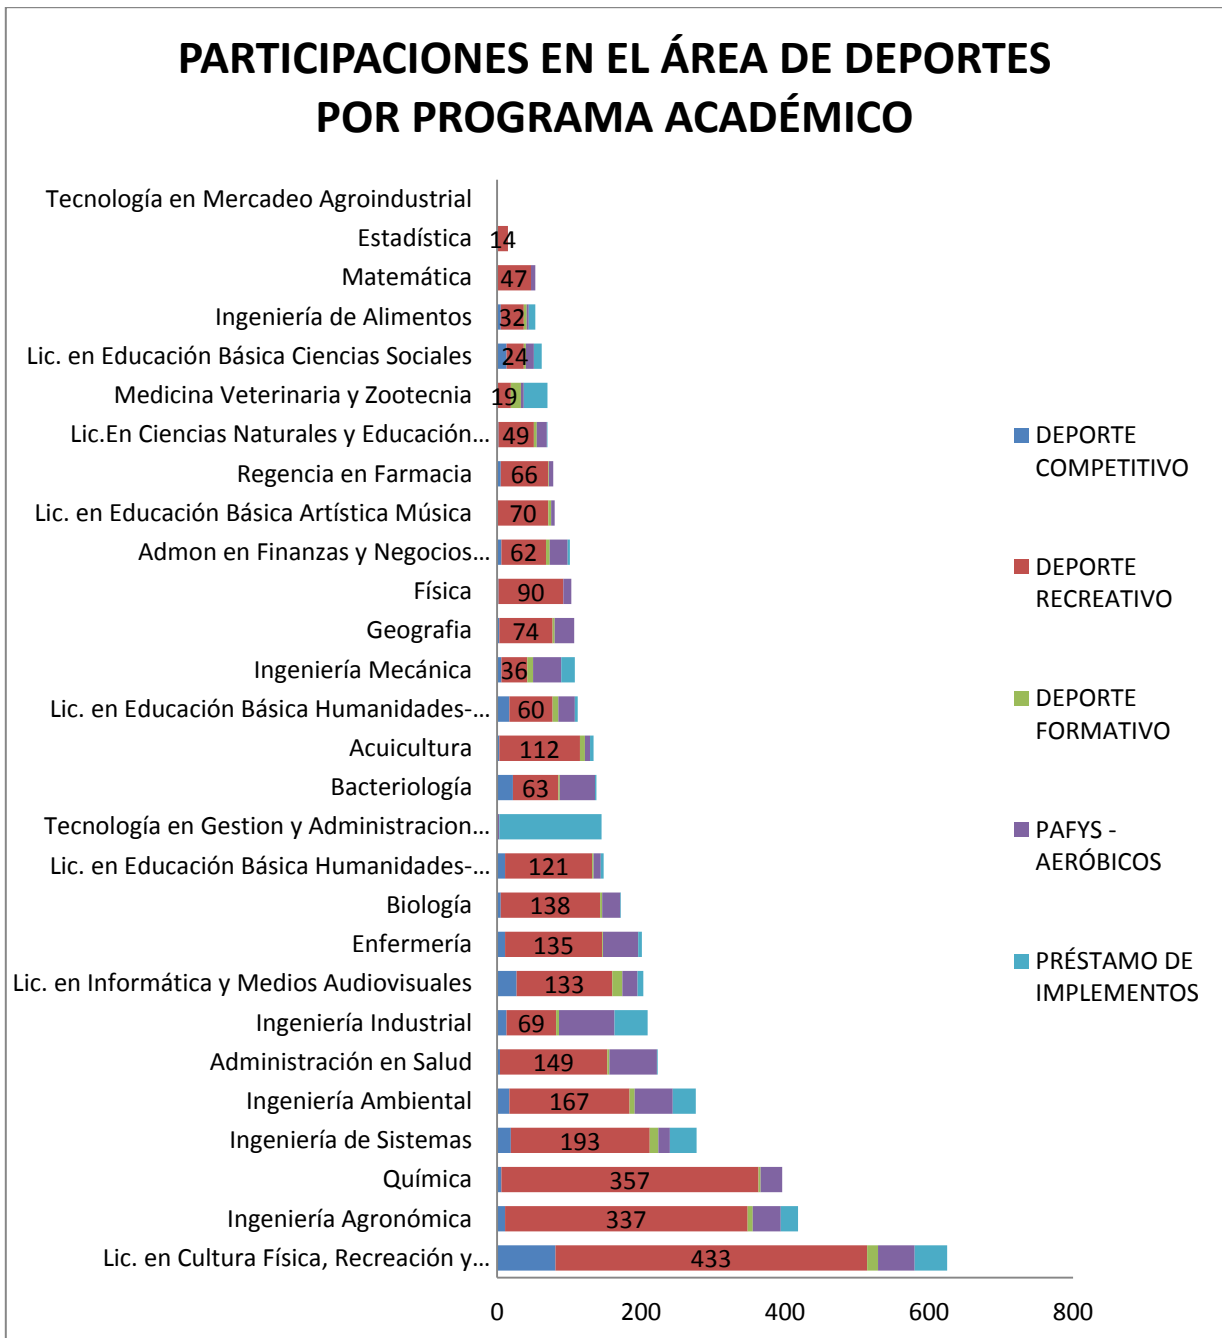 PARTICIPACIONES EN EL ÁREA DE DEPORTES
POR PROGRAMA ACADÉMICO
Tecnología en Mercadeo Agroindustrial
Estadística 14
Matemática 47
Ingeniería de Alimentos 32
Lic. en Educación Básica Ciencias Sociales 24
Medicina Veterinaria y Zootecnia 19
Lic.En Ciencias Naturales y Educación... 49
Regencia en Farmacia 66
Lic. en Educación Básica Artística Música 70
Admon en Finanzas y Negocios... 62
Física 90
Geografia 74
Ingeniería Mecánica 36
Lic. en Educación Básica Humanidades-... 60
Acuicultura 112
Bacteriología 63
Tecnología en Gestion y Administracion...
Lic. en Educación Básica Humanidades-... 121
Biología 138
Enfermería 135
Lic. en Informática y Medios Audiovisuales 133
Ingeniería Industrial 69
Administración en Salud 149
Ingeniería Ambiental 167
Ingeniería de Sistemas 193
Química 357
Ingeniería Agronómica 337
Lic. en Cultura Física, Recreación y... 433
0 200 400 600 800
DEPORTE
COMPETITIVO
DEPORTE
RECREATIVO
DEPORTE
FORMATIVO
PAFYS -
AERÓBICOS
PRÉSTAMO DE
IMPLEMENTOS